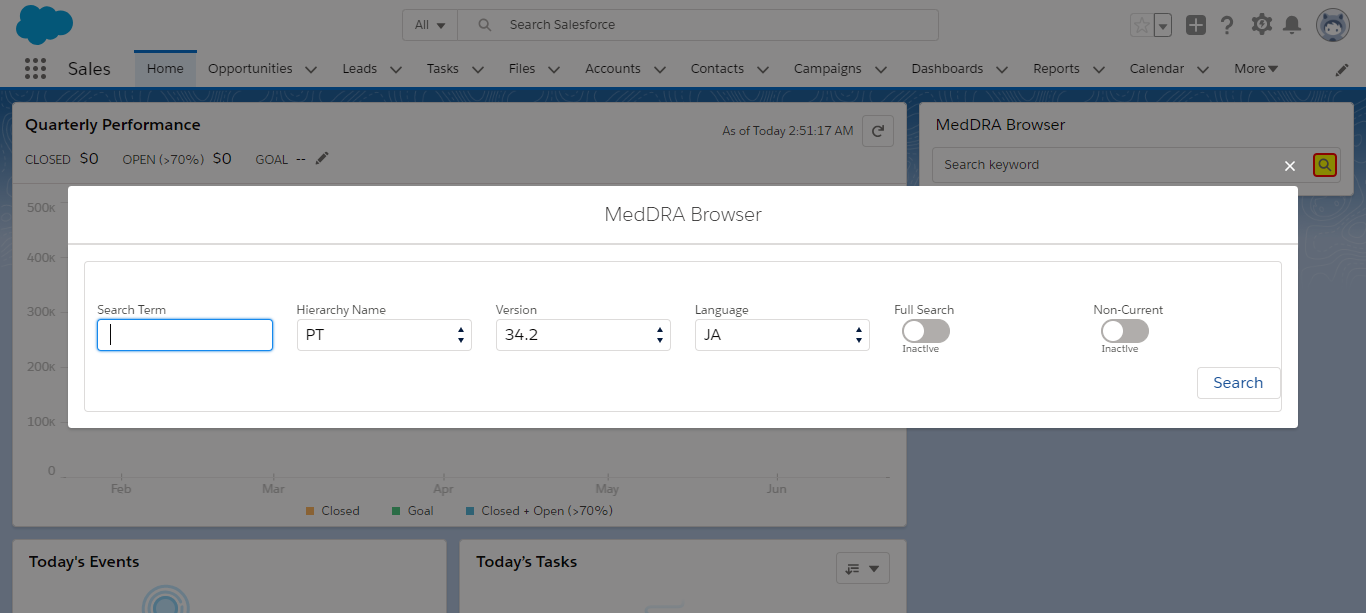 All
Search Salesforce
Sales
Home
Opportunities
Leads
Tasks
Files
Accounts
Contacts
Campaigns
Dashboards
Reports
Calendar
More
Quarterly Performance
As of Today 2:51:17 AM
CLOSED $0 OPEN (>70%) $0 GOAL --
MedDRA Browser
Search keyword
MedDRA Browser
Search Term
Hierarchy Name
PT
Version
34.2
Language
JA
Full Search
Inactive
Non-Current
Inactive
Search
500K
400K
300K
200K
100K
0
Feb
Mar
Apr
May
Jun
Closed
Goal
Closed + Open (>70%)
Today's Events
Today's Tasks